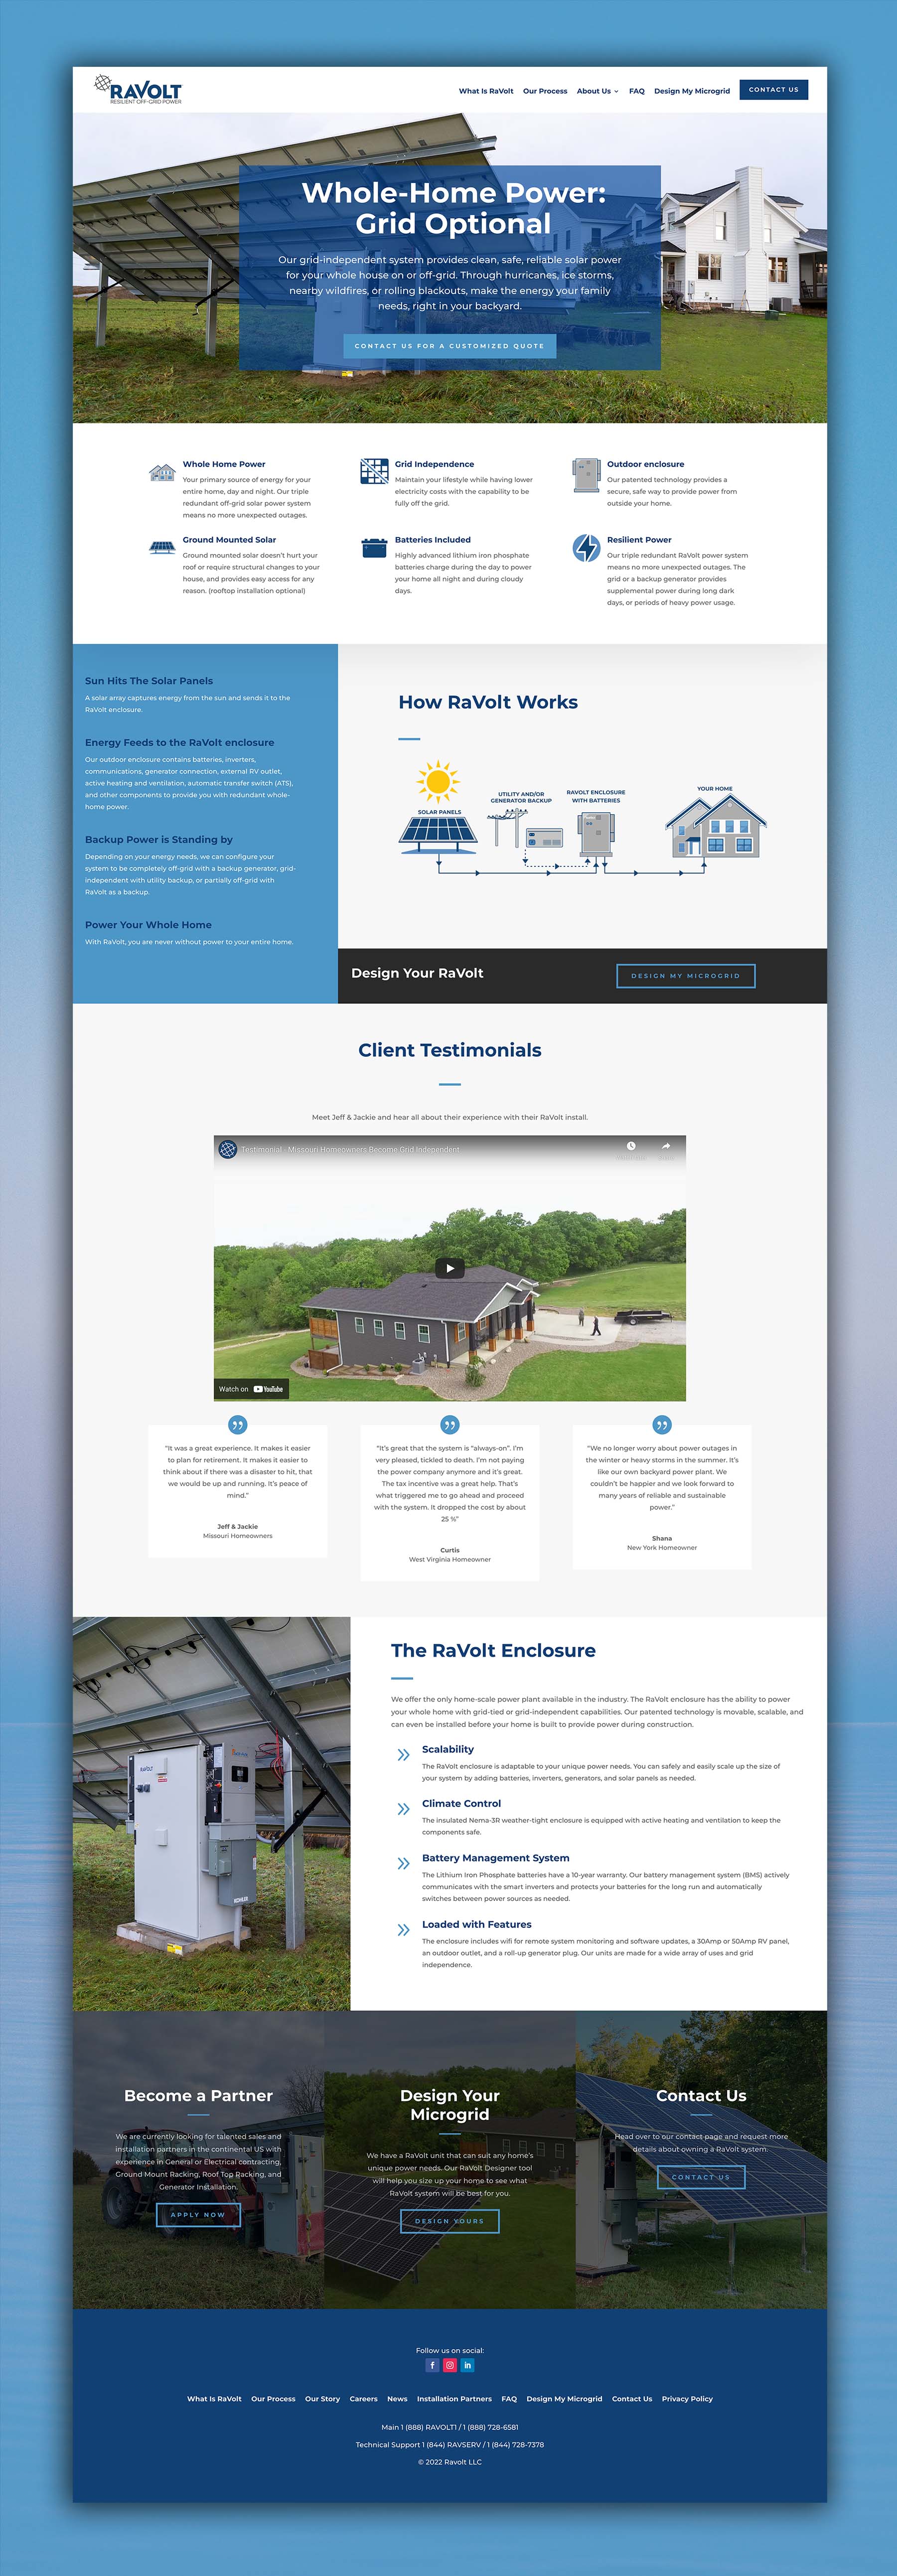 RAVOLT
RESILIENT OFF-GRID POWER
What Is RaVolt
Our Process
About Us
FAQ
Design My Microgrid
CONTACT US
Whole-Home Power:
Grid Optional
Our grid-independent system provides clean, safe, reliable solar power
for your whole house on or off-grid. Through hurricanes, ice storms,
nearby wildfires, or rolling blackouts, make the energy your family
needs, right in your backyard.
CONTACT US FOR A CUSTOMIZED QUOTE
Whole Home Power
Your primary source of energy for your
entire home, day and night. Our triple
redundant off-grid solar power system
means no more unexpected outages.
Grid Independence
Maintain your lifestyle while having lower
electricity costs with the capability to be
fully off the grid.
Outdoor enclosure
Our patented technology provides a
secure, safe way to provide power from
outside your home.
Ground Mounted Solar
Ground mounted solar doesn't hurt your
roof or require structural changes to your
house, and provides easy access for any
reason. (rooftop installation optional)
Batteries Included
Highly advanced lithium iron phosphate
batteries charge during the day to power
your home all night and during cloudy
days.
Resilient Power
Our triple redundant RaVolt power system
means no more unexpected outages. The
grid or a backup generator provides
supplemental power during long dark
days, or periods of heavy power usage.
Sun Hits The Solar Panels
A solar array captures energy from the sun and sends it to the
RaVolt enclosure.
Energy Feeds to the RaVolt enclosure
Our outdoor enclosure contains batteries, inverters,
communications, generator connection, external RV outlet,
active heating and ventilation, automatic transfer switch (ATS),
and other components to provide you with redundant whole-
home power.
Backup Power is Standing by
Depending on your energy needs, we can configure your
system to be completely off-grid with a backup generator, grid-
independent with utility backup, or partially off-grid with
RaVolt as a backup.
Power Your Whole Home
With RaVolt, you are never without power to your entire home.
How RaVolt Works
SOLAR PANELS
UTILITY AND/OR
GENERATOR BACKUP
RAVOLT ENCLOSURE
WITH BATTERIES
YOUR HOME
Design Your RaVolt
DESIGN MY MICROGRID
Client Testimonials
Meet Jeff & Jackie and hear all about their experience with their RaVolt install.
Testimonial - Missouri Homeowners Become Grid Independent
Watch on YouTube
"It was a great experience. It makes it easier
to plan for retirement. It makes it easier to
think about if there was a disaster to hit, that
we would be up and running. It's peace of
mind."
Jeff & Jackie
Missouri Homeowners
"It's great that the system is "always-on". I'm
very pleased, tickled to death. I'm not paying
the power company anymore and it's great.
The tax incentive was a great help. That's
what triggered me to go ahead and proceed
with the system. It dropped the cost by about
25 %"
Curtis
West Virginia Homeowner
"We no longer worry about power outages in
the winter or heavy storms in the summer. It's
like our own backyard power plant. We
couldn't be happier and we look forward to
many years of reliable and sustainable
power."
Shana
New York Homeowner
RAVOLT
KOHLER
The RaVolt Enclosure
We offer the only home-scale power plant available in the industry. The RaVolt enclosure has the ability to power
your whole home with grid-tied or grid-independent capabilities. Our patented technology is movable, scalable, and
can even be installed before your home is built to provide power during construction.
Scalability
The RaVolt enclosure is adaptable to your unique power needs. You can safely and easily scale up the size of
your system by adding batteries, inverters, generators, and solar panels as needed.
Climate Control
The insulated Nema-3R weather-tight enclosure is equipped with active heating and ventilation to keep the
components safe.
Battery Management System
The Lithium Iron Phosphate batteries have a 10-year warranty. Our battery management system (BMS) actively
communicates with the smart inverters and protects your batteries for the long run and automatically
switches between power sources as needed.
Loaded with Features
The enclosure includes wifi for remote system monitoring and software updates, a 30Amp or 50Amp RV panel,
an outdoor outlet, and a roll-up generator plug. Our units are made for a wide array of uses and grid
independence.
Become a Partner
We are currently looking for talented sales and
installation partners in the continental US with
experience in General or Electrical contracting,
Ground Mount Racking, Roof Top Racking, and
Generator Installation.
APPLY NOW
Design Your
Microgrid
We have a RaVolt unit that can suit any home's
unique power needs. Our RaVolt Designer tool
will help you size up your home to see what
RaVolt system will be best for you.
DESIGN YOURS
Contact Us
Head over to our contact page and request more
details about owning a RaVolt system.
CONTACT US
Follow us on social:
What Is RaVolt
Our Process
Our Story
Careers
News
Installation Partners
FAQ
Design My Microgrid
Contact Us
Privacy Policy
Main 1 (888) RAVOLT1 / 1 (888) 728-6581
Technical Support 1 (844) RAVSERV / 1 (844) 728-7378
© 2022 Ravolt LLC